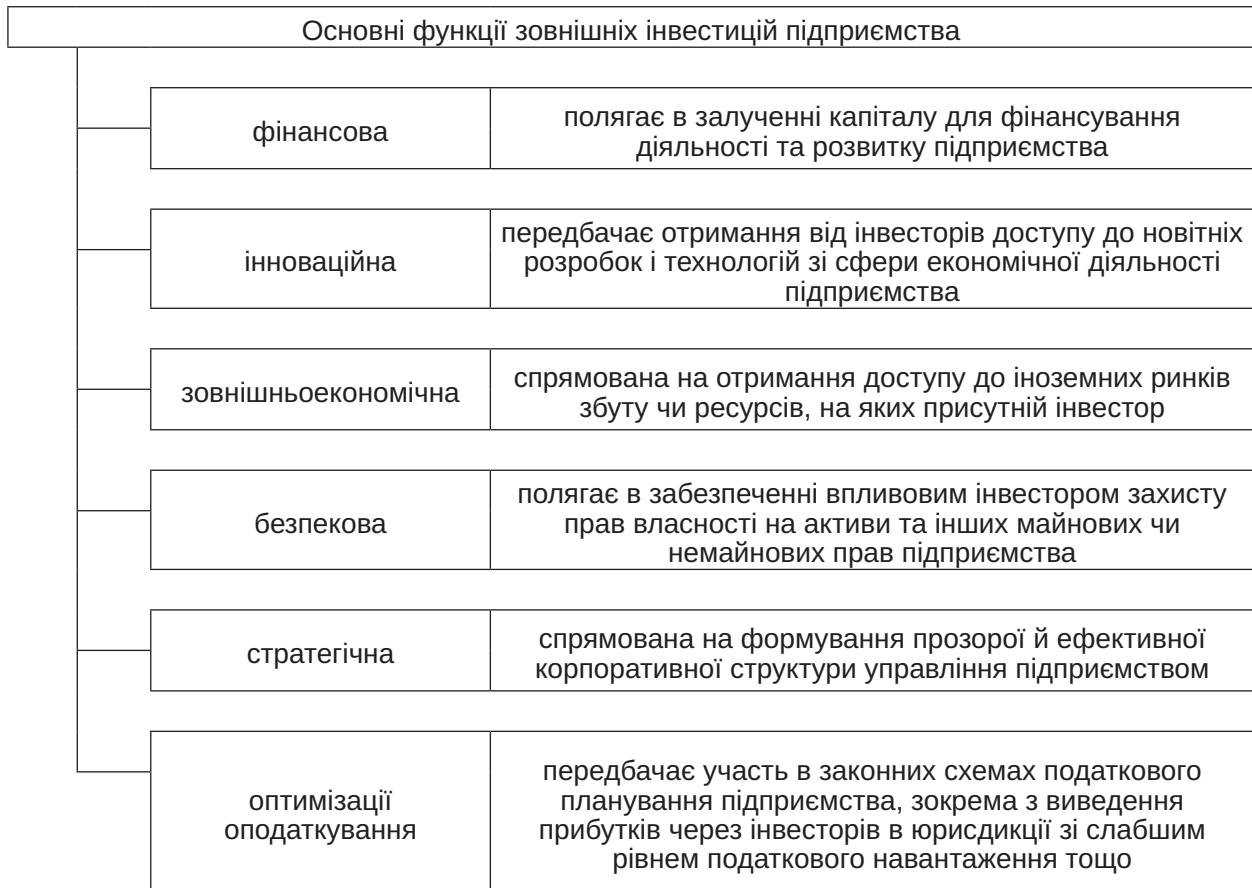 Основні функції зовнішніх інвестицій підприємства
фінансова
полягає в залученні капіталу для фінансування
діяльності та розвитку підприємства
інноваційна
передбачає отримання від інвесторів доступу до новітніх
розробок і технологій зі сфери економічної діяльності
підприємства
зовнішньоекономічна
спрямована на отримання доступу до іноземних ринків
збуту чи ресурсів, на яких присутній інвестор
безпекова
полягає в забезпеченні впливовим інвестором захисту
прав власності на активи та інших майнових чи
немайнових прав підприємства
стратегічна
спрямована на формування прозорої й ефективної
корпоративної структури управління підприємством
оптимізації
оподаткування
передбачає участь в законних схемах податкового
планування підприємства, зокрема з виведення
прибутків через інвесторів в юрисдикції зі слабшим
рівнем податкового навантаження тощо